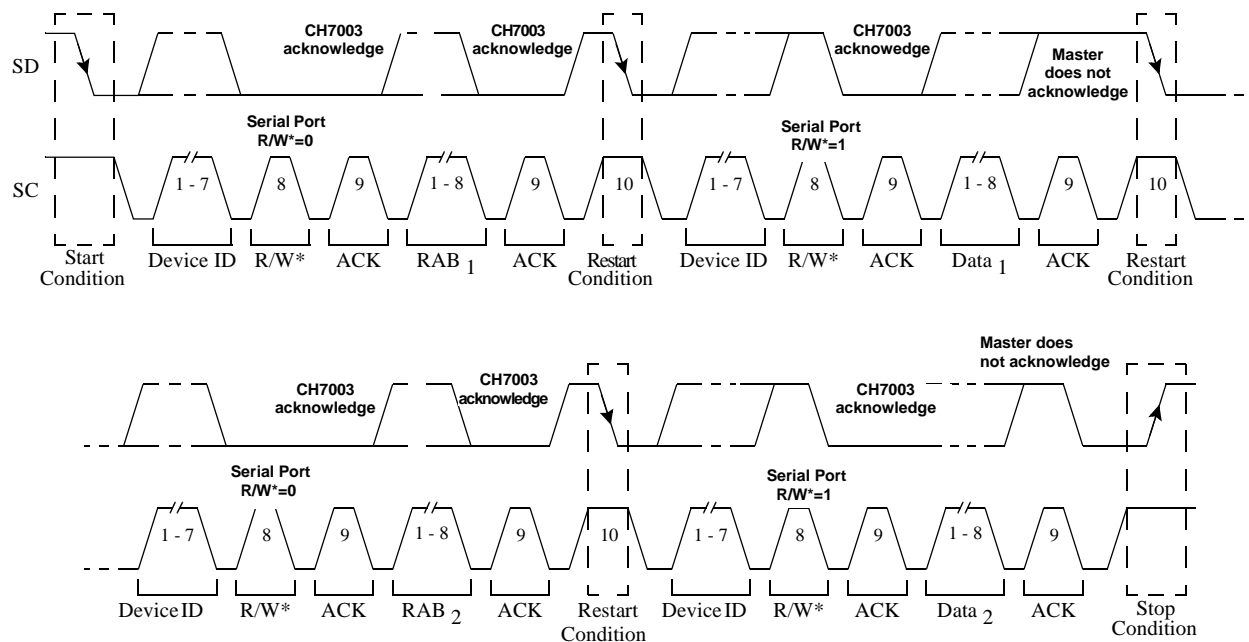 CH7003 acknowledge CH7003 acknowledge CH7003 acknowedge Master does not acknowledge
SD
Serial Port R/W*=0 Serial Port R/W*=1
SC 1 - 7 8 9 1 - 8 9 10 1 - 7 8 9 1 - 8 9 10
Start Condition Device ID R/W* ACK RAB 1 ACK Restart Condition Device ID R/W* ACK Data 1 ACK Restart Condition
CH7003 acknowledge CH7003 acknowledge CH7003 acknowledge Master does not acknowledge
Serial Port R/W*=0 Serial Port R/W*=1
1 - 7 8 9 1 - 8 9 10 1 - 7 8 9 1 - 8 9
Device ID R/W* ACK RAB 2 ACK Restart Condition Device ID R/W* ACK Data 2 ACK Stop Condition